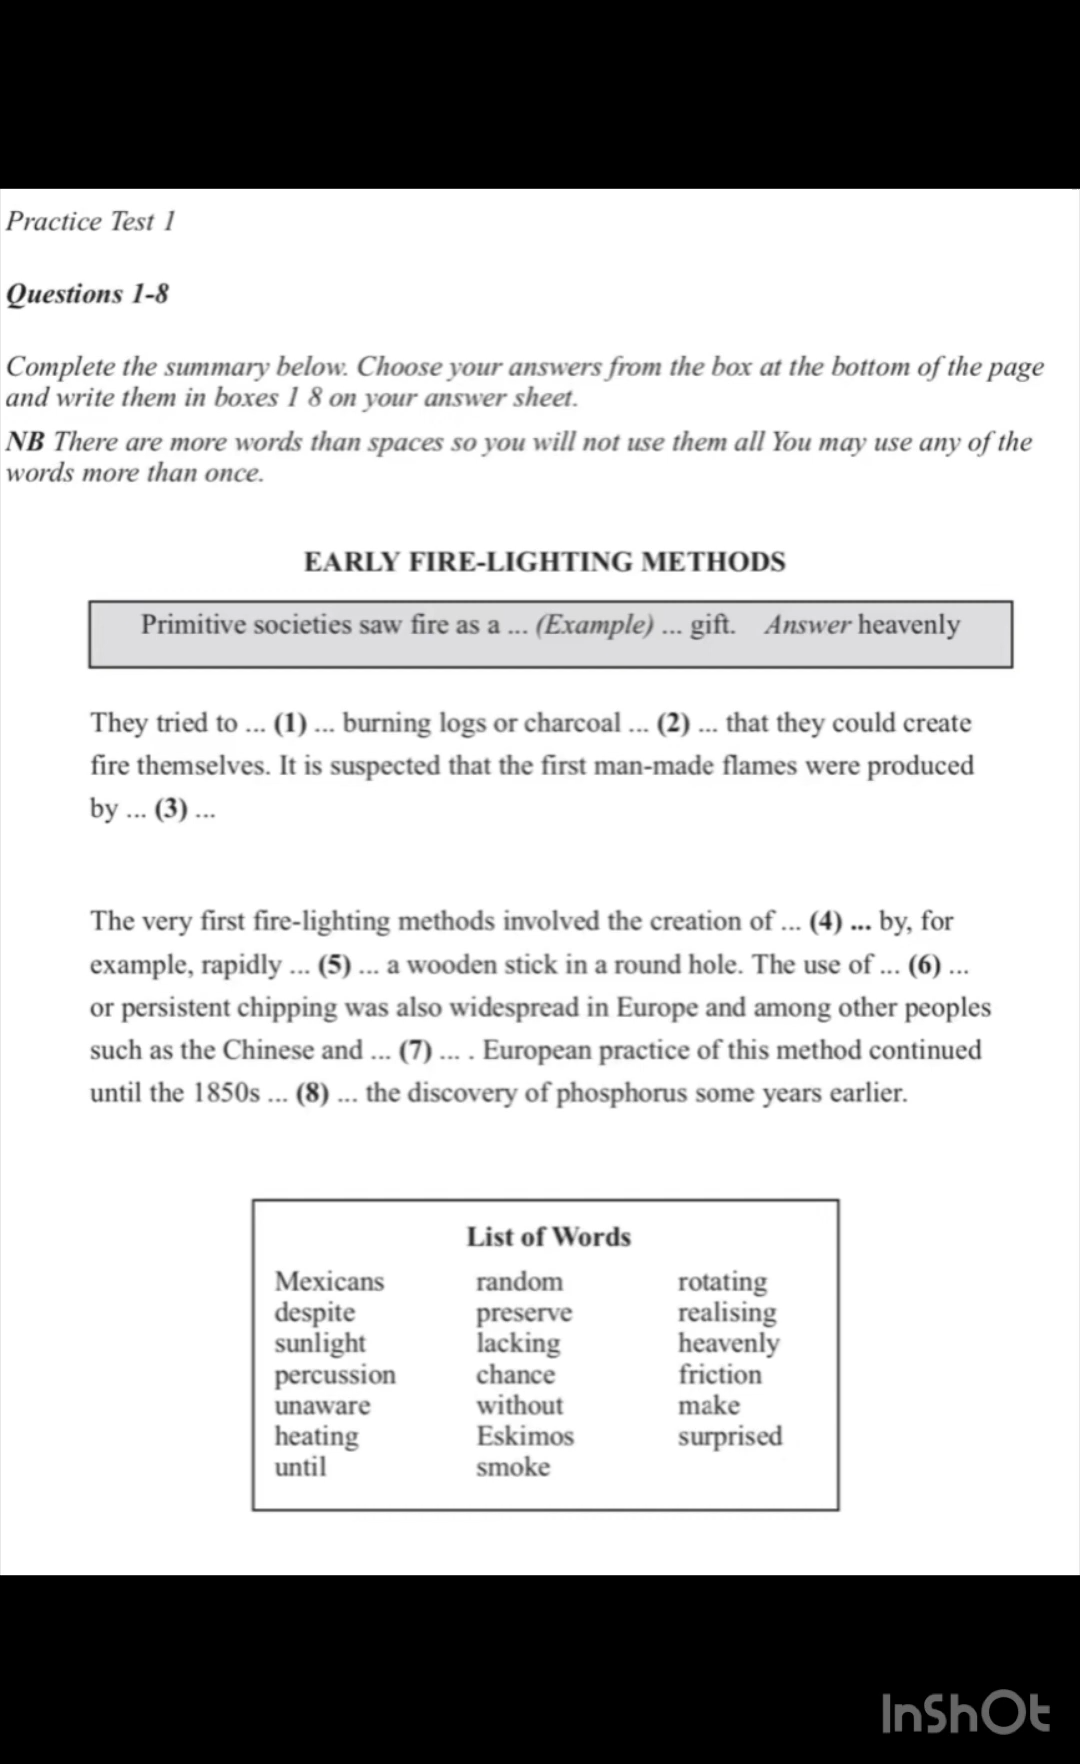 Practice Test 1
Questions 1-8
Complete the summary below. Choose your answers from the box at the bottom of the page
and write them in boxes 1 8 on your answer sheet.
NB There are more words than spaces so you will not use them all You may use any of the
words more than once.
EARLY FIRE-LIGHTING METHODS
Primitive societies saw fire as a ... (Example) ... gift. Answer heavenly
They tried to ... (1) ... burning logs or charcoal ... (2) ... that they could create
fire themselves. It is suspected that the first man-made flames were produced
by ... (3) ...
The very first fire-lighting methods involved the creation of ... (4) ... by, for
example, rapidly ... (5) ... a wooden stick in a round hole. The use of ... (6) ...
or persistent chipping was also widespread in Europe and among other peoples
such as the Chinese and ... (7) ... . European practice of this method continued
until the 1850s ... (8) ... the discovery of phosphorus some years earlier.
List of Words
Mexicans random rotating
despite preserve realising
sunlight lacking heavenly
percussion chance friction
unaware without make
heating Eskimos surprised
until smoke
InShOt